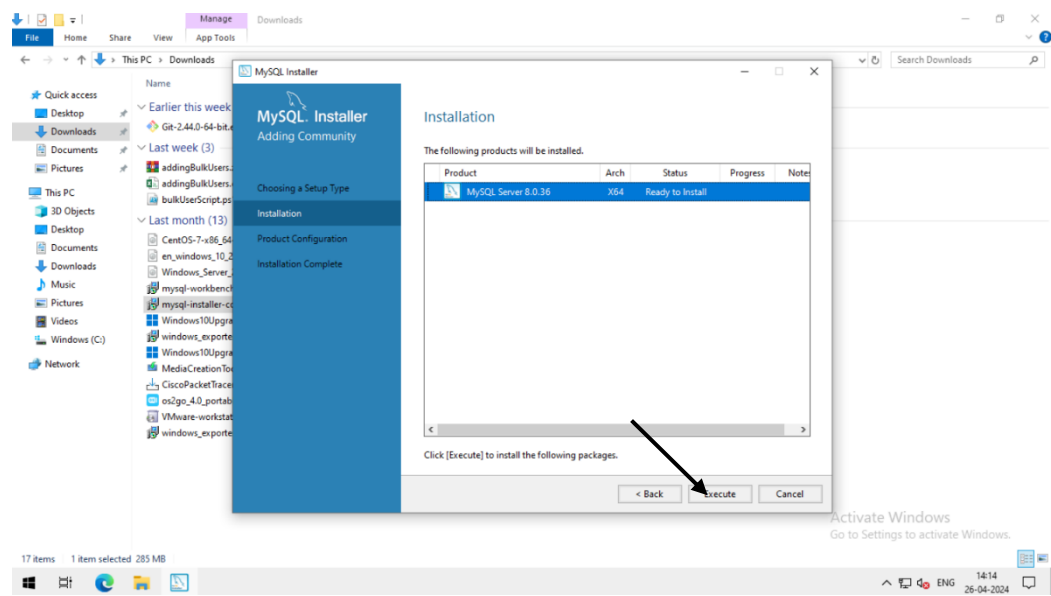 Manage Downloads
File Home Share View App Tools
This PC > Downloads
Search Downloads
Quick access
Desktop
Downloads
Documents
Pictures
This PC
3D Objects
Desktop
Documents
Downloads
Music
Pictures
Videos
Windows (C:)
Network
Name
Earlier this week
Git-2.44.0-64-bit.e
Last week (3)
addingBulkUsers.
addingBulkUsers.
bulkUserScript.ps
Last month (13)
CentOS-7-x86_64
en_windows_10_2
Windows_Server_
mysql-workbench
mysql-installer-co
Windows10Upgra
windows_exporte
Windows10Upgra
MediaCreationToo
CiscoPacketTracer
os2go_4.0_portab
VMware-workstat
windows_exporte
MySQL Installer
MySQL. Installer
Adding Community
Choosing a Setup Type
Installation
Product Configuration
Installation Complete
Installation
The following products will be installed.
Product Arch Status Progress Notes
MySQL Server 8.0.36 X64 Ready to Install
Click [Execute] to install the following packages.
< Back Execute Cancel
Activate Windows
Go to Settings to activate Windows.
17 items 1 item selected 285 MB
ENG
14:14
26-04-2024